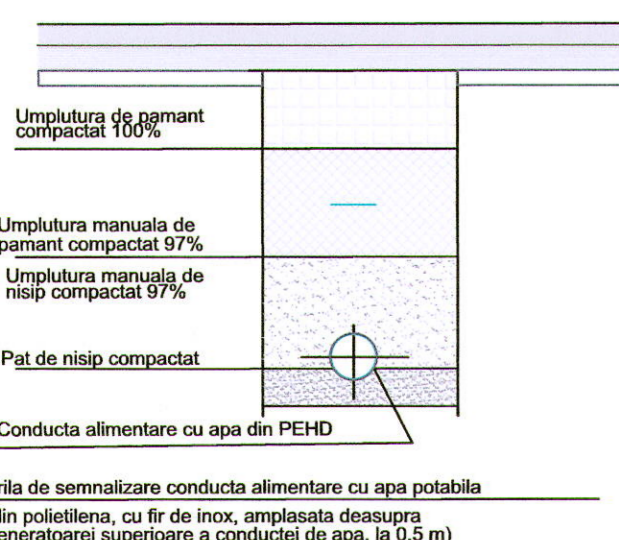 Umplutura de pamant
compactat 100%
Umplutura manuala de
pamant compactat 97%
Umplutura manuala de
nisip compactat 97%
Pat de nisip compactat
Conducta alimentare cu apa din PEHD
de semnalizare conducta alimentare cu apa potabila
din polietilena, cu fir de inox, amplasata deasupra
superioare a conductei de apa, la 0,5 m)